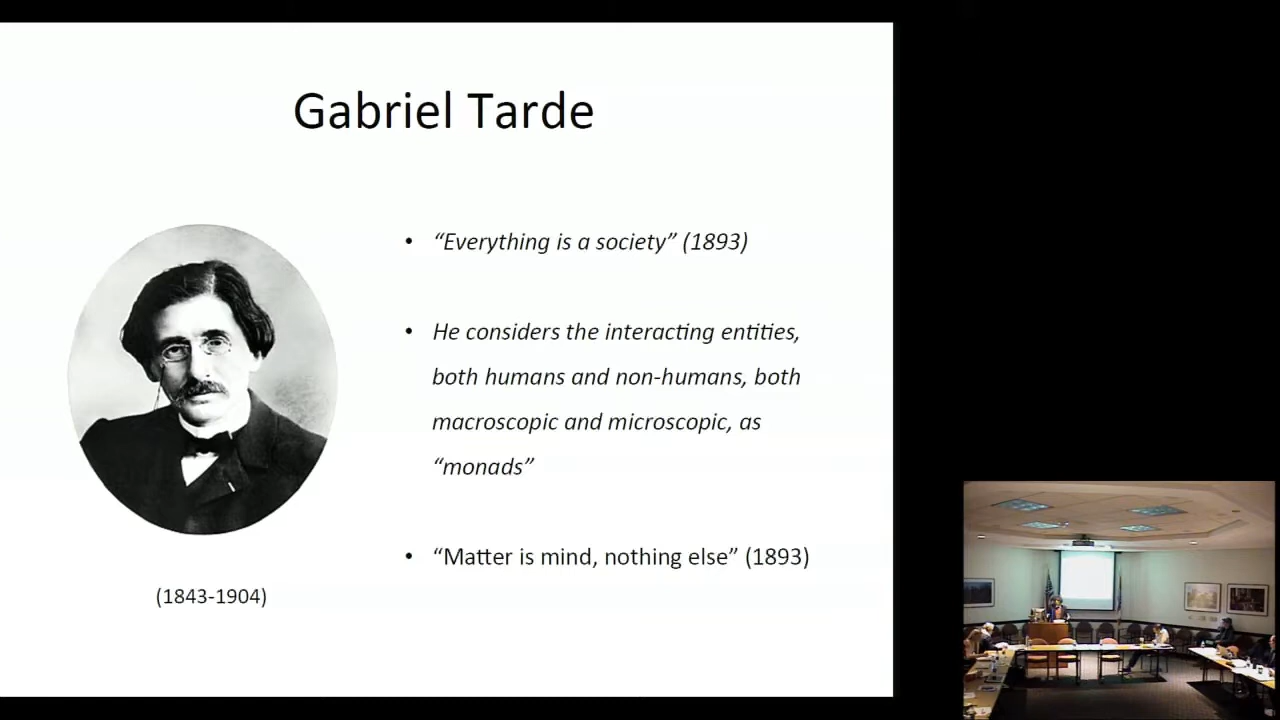 Gabriel Tarde
• “Everything is a society” (1893)
• He considers the interacting entities,
both humans and non-humans, both
macroscopic and microscopic, as
“monads”
• “Matter is mind, nothing else” (1893)
(1843-1904)